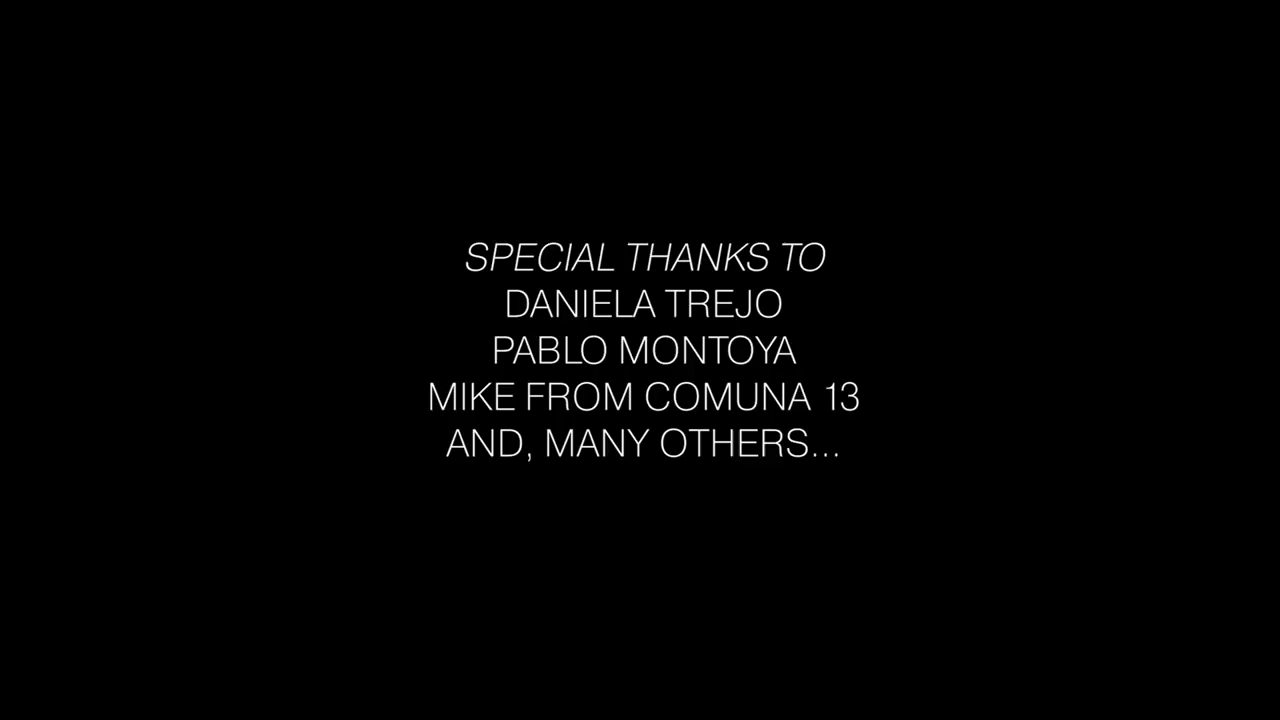 SPECIAL THANKS TO
DANIELA TREJO
PABLO MONTOYA
MIKE FROM COMUNA 13
AND, MANY OTHERS...